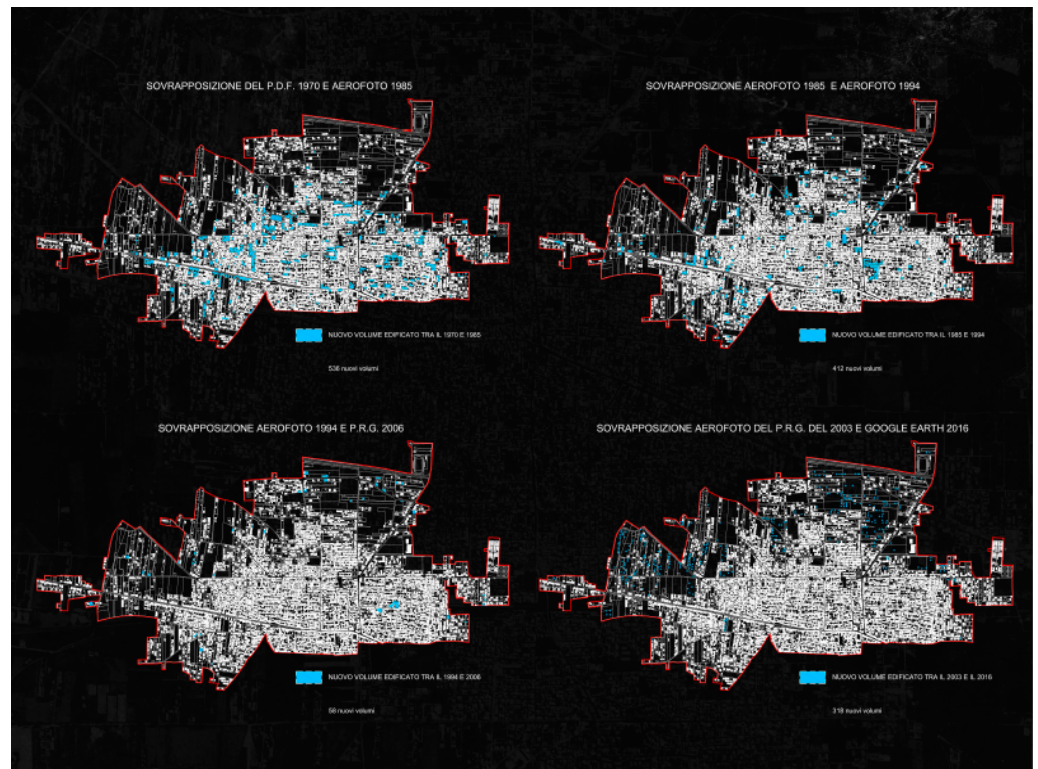 SOVRAPPOSIZIONE DEL P.D.F. 1970 E AEROFOTO 1985
NUOVO VOLUME EDIFICATO TRA IL 1970 E 1985
536 nuovi volumi
SOVRAPPOSIZIONE AEROFOTO 1985 E AEROFOTO 1994
NUOVO VOLUME EDIFICATO TRA IL 1985 E 1994
412 nuovi volumi
SOVRAPPOSIZIONE AEROFOTO 1994 E P.R.G. 2006
NUOVO VOLUME EDIFICATO TRA IL 1994 E 2006
58 nuovi volumi
SOVRAPPOSIZIONE AEROFOTO DEL P.R.G. DEL 2003 E GOOGLE EARTH 2016
NUOVO VOLUME EDIFICATO TRA IL 2003 E IL 2016
318 nuovi volumi